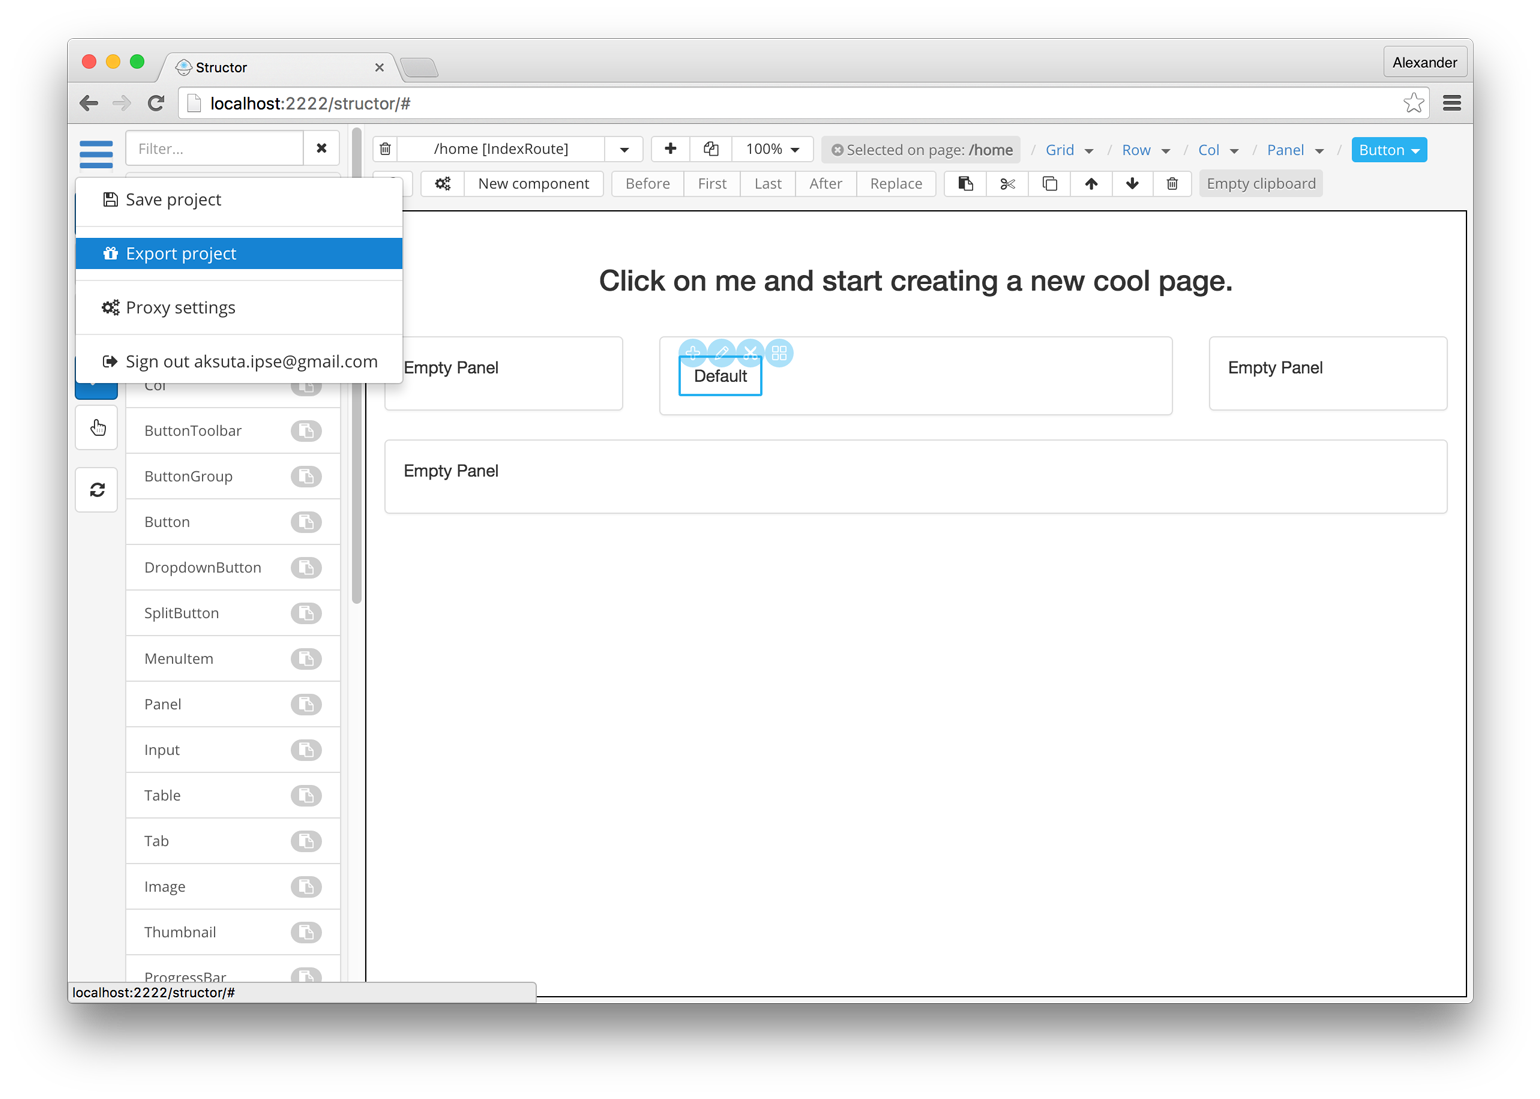 Structor
Alexander
localhost:2222/structor/#
Filter...
/home [IndexRoute]
100%
Selected on page: /home
/ Grid / Row / Col / Panel / Button
New component
Before First Last After Replace
Empty clipboard
Save project
Export project
Proxy settings
Sign out aksuta.ipse@gmail.com
Click on me and start creating a new cool page.
Empty Panel
Default
Empty Panel
Empty Panel
Col
ButtonToolbar
ButtonGroup
Button
DropdownButton
SplitButton
MenuItem
Panel
Input
Table
Tab
Image
Thumbnail
ProgressBar
localhost:2222/structor/#